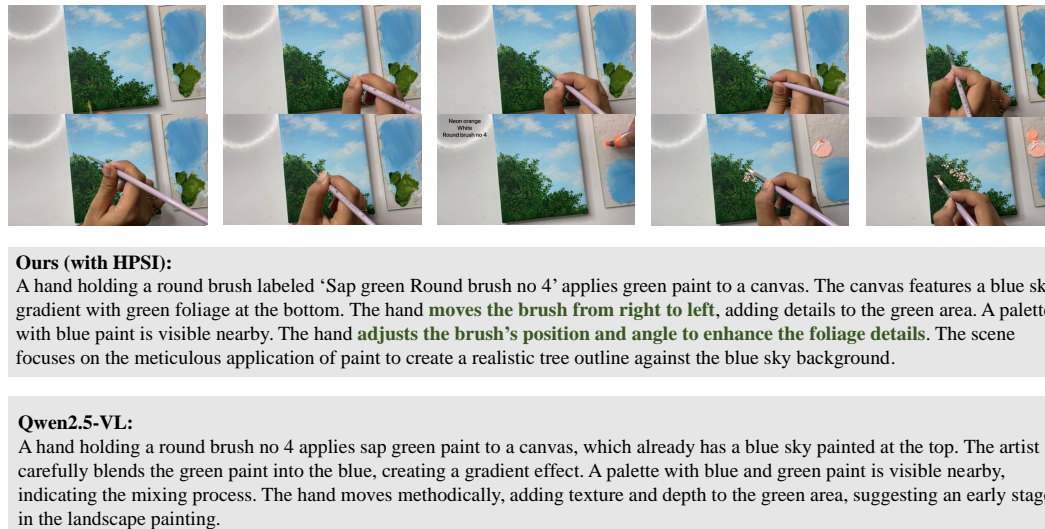 Neon orange
White
Round brush no 4
Ours (with HPSI):
A hand holding a round brush labeled ‘Sap green Round brush no 4’ applies green paint to a canvas. The canvas features a blue sk
gradient with green foliage at the bottom. The hand moves the brush from right to left, adding details to the green area. A palett
with blue paint is visible nearby. The hand adjusts the brush’s position and angle to enhance the foliage details. The scene
focuses on the meticulous application of paint to create a realistic tree outline against the blue sky background.
Qwen2.5-VL:
A hand holding a round brush no 4 applies sap green paint to a canvas, which already has a blue sky painted at the top. The artist
carefully blends the green paint into the blue, creating a gradient effect. A palette with blue and green paint is visible nearby,
indicating the mixing process. The hand moves methodically, adding texture and depth to the green area, suggesting an early stage
in the landscape painting.